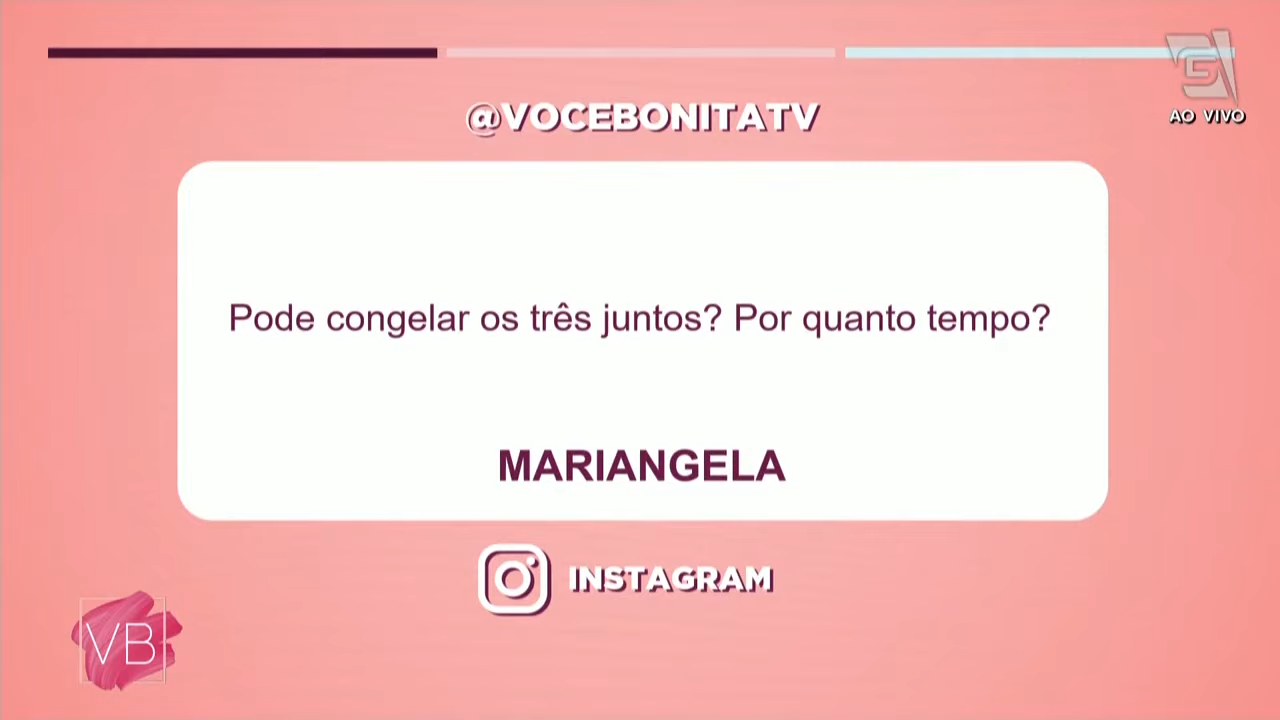 @VOCEBONITATV
AO VIVO
Pode congelar os três juntos? Por quanto tempo?
MARIANGELA
INSTAGRAM
VB